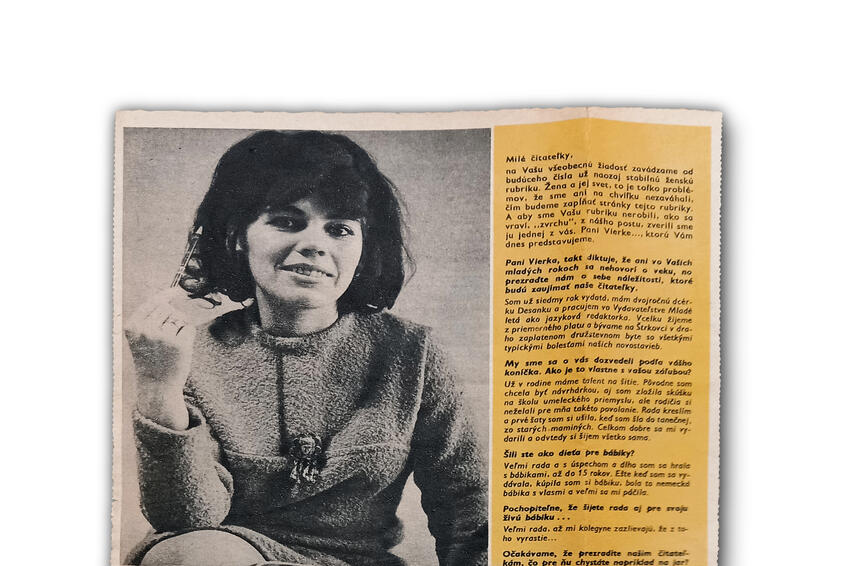 Milé čitateľky,
na Vašu všeobecnú žiadosť zavádzame od
budúceho čísla už naozaj stabilnú ženskú
rubriku. Žena a jej svet, to je toľko problé-
mov, že sme ani na chvíľku nezaváhali,
čím budeme zapĺňať stránky tejto rubriky.
A aby sme Vašu rubriku nerobili, ako sa
vraví, „zvrchu“, z nášho postu, zverili sme
ju jednej z vás. Pani Vierke..., ktorú Vám
dnes predstavujeme.
Pani Vierka, takt diktuje, že ani vo Vašich
mladých rokoch sa nehovorí o veku, no
prezraďte nám o sebe náležitosti, ktoré
budú zaujímať naše čitateľky.
Som už siedmy rok vydatá, mám dvojročnú dcér-
ku Desanku a pracujem vo Vydavateľstve Mladé
letá ako jazyková redaktorka. Vcelku žijeme
z priemerného platu a bývame na Štrkovci v dra-
ho zaplatenom družstevnom byte so všetkými
typickými bolesťami našich novostavieb.
My sme sa o vás dozvedeli podľa vášho
koníčka. Ako je to vlastne s vašou záľubou?
Už v rodine máme talent na šitie. Pôvodne som
chcela byť návrhárkou, aj som zložila skúšku
na školu umeleckého priemyslu, ale rodičia si
neželali pre mňa takéto povolanie. Rada kreslím
a prvé šaty som si ušila, keď som šla do tanečnej,
zo starých maminých. Celkom dobre sa mi vy-
darili a odvtedy si šijem všetko sama.
Šili ste ako dieťa pre bábiky?
Veľmi rada a s úspechom a dlho som sa hrala
s bábikami, až do 15 rokov. Ešte keď som sa vy-
dávala, kúpila som si bábiku, bola to nemecká
bábika s vlasmi a veľmi sa mi páčila.
Pochopiteľne, že šijete rada aj pre svoju
živú bábiku ...
Veľmi rada, až mi kolegyne zazlievajú, že z to-
ho vyrastie...
Očakávame, že prezradíte našim čitateľ-
kám, čo pre ňu chystáte napríklad na jar?